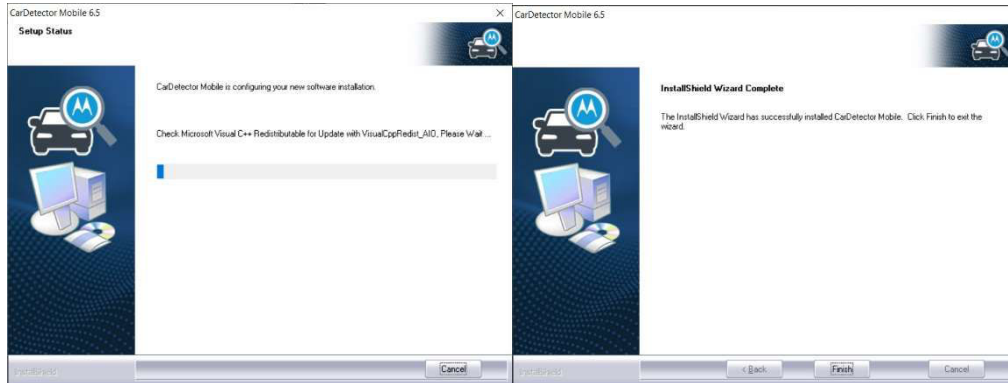 CarDetector Mobile 6.5
Setup Status
CarDetector Mobile is configuring your new software installation.
Check Microsoft Visual C++ Redistributable for Update with VisualCppRedist_AIO, Please Wait ...
InstallShield
Cancel
CarDetector Mobile 6.5
InstallShield Wizard Complete
The InstallShield Wizard has successfully installed CarDetector Mobile. Click Finish to exit the
wizard.
InstallShield
< Back
Finish
Cancel